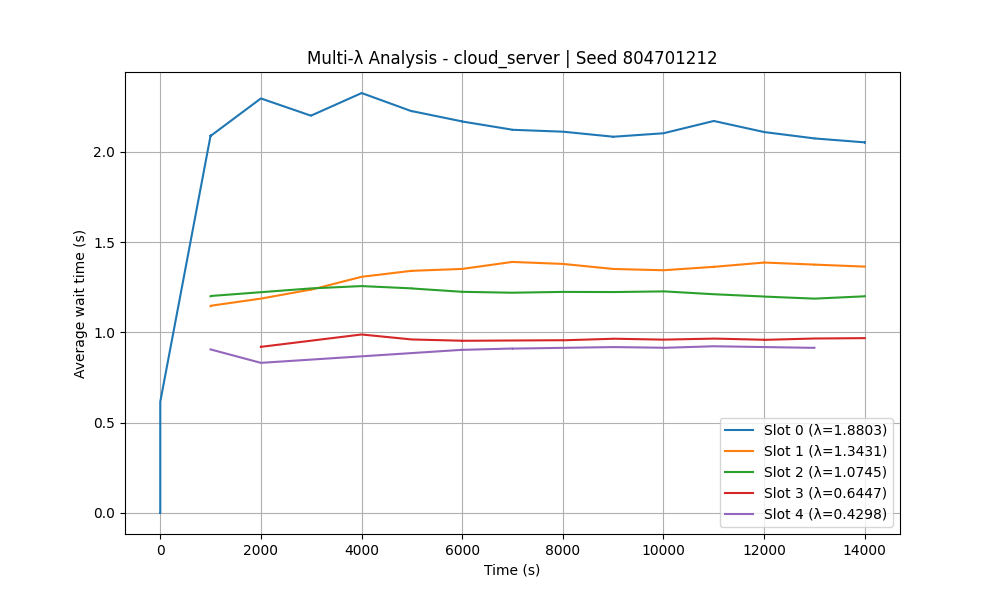 Multi-λ Analysis - cloud_server | Seed 804701212
Average wait time (s)
2.0
1.5
1.0
0.5
0.0
Slot 0 (λ=1.8803)
Slot 1 (λ=1.3431)
Slot 2 (λ=1.0745)
Slot 3 (λ=0.6447)
Slot 4 (λ=0.4298)
0 2000 4000 6000 8000 10000 12000 14000
Time (s)